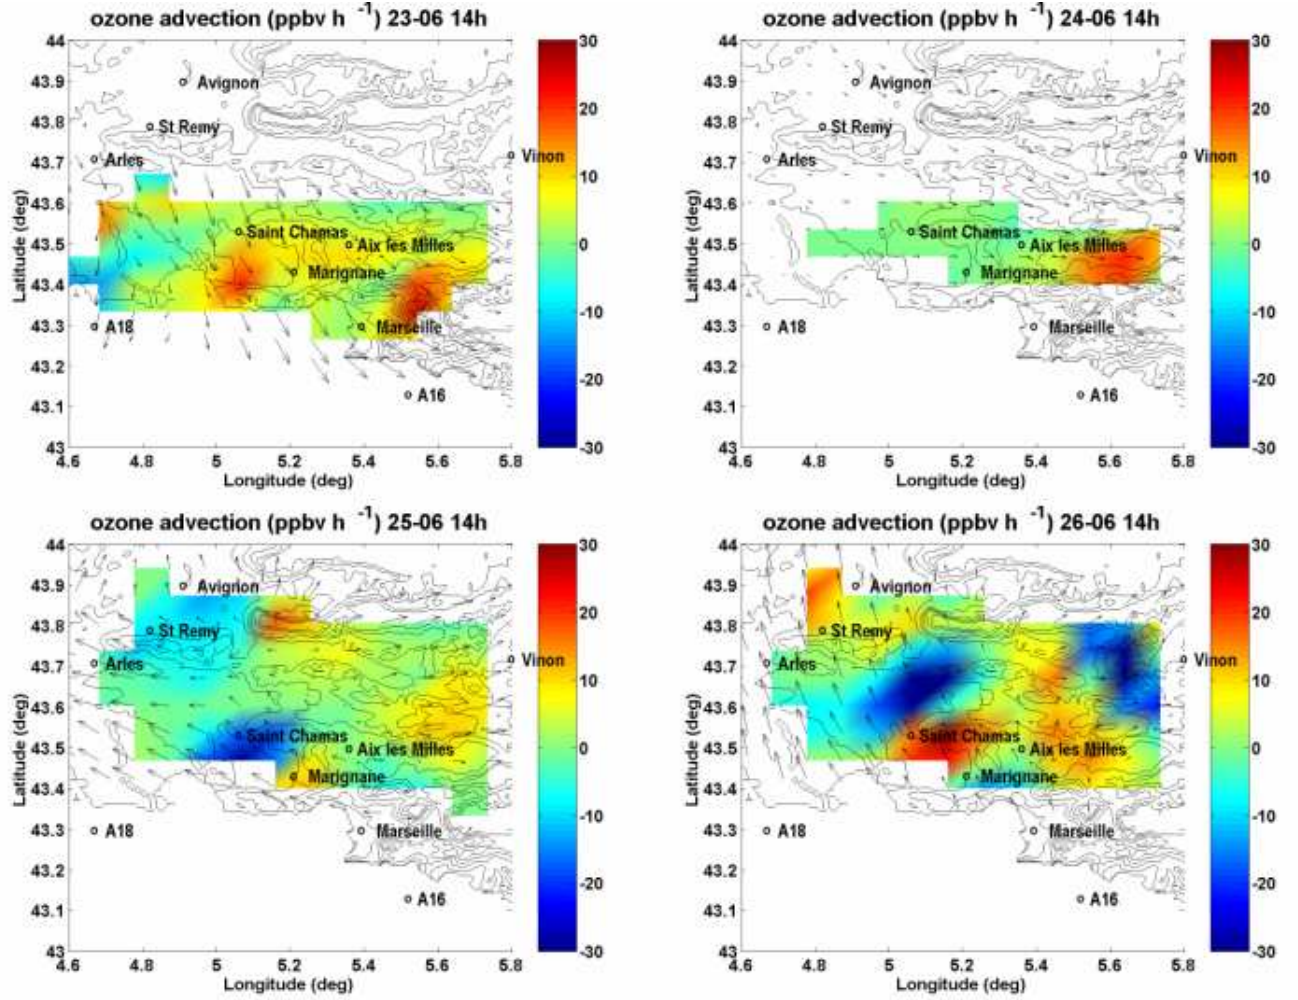 ozone advection (ppbv h -1) 23-06 14h
44
43.9
43.8
43.7
43.6
43.5
43.4
43.3
43.2
43.1
43
Latitude (deg)
Avignon
St Remy
Arles
Vinon
Saint Chamas
Aix les Milles
Marignane
A18
Marseille
A16
4.6 4.8 5 5.2 5.4 5.6 5.8
Longitude (deg)
30
20
10
0
-10
-20
-30
ozone advection (ppbv h -1) 24-06 14h
44
43.9
43.8
43.7
43.6
43.5
43.4
43.3
43.2
43.1
43
Latitude (deg)
Avignon
St Remy
Arles
Vinon
Saint Chamas
Aix les Milles
Marignane
A18
Marseille
A16
4.6 4.8 5 5.2 5.4 5.6 5.8
Longitude (deg)
30
20
10
0
-10
-20
-30
ozone advection (ppbv h -1) 25-06 14h
44
43.9
43.8
43.7
43.6
43.5
43.4
43.3
43.2
43.1
43
Latitude (deg)
Avignon
St Remy
Arles
Vinon
Saint Chamas
Aix les Milles
Marignane
A18
Marseille
A16
4.6 4.8 5 5.2 5.4 5.6 5.8
Longitude (deg)
30
20
10
0
-10
-20
-30
ozone advection (ppbv h -1) 26-06 14h
44
43.9
43.8
43.7
43.6
43.5
43.4
43.3
43.2
43.1
43
Latitude (deg)
Avignon
St Remy
Arles
Vinon
Saint Chamas
Aix les Milles
Marignane
A18
Marseille
A16
4.6 4.8 5 5.2 5.4 5.6 5.8
Longitude (deg)
30
20
10
0
-10
-20
-30